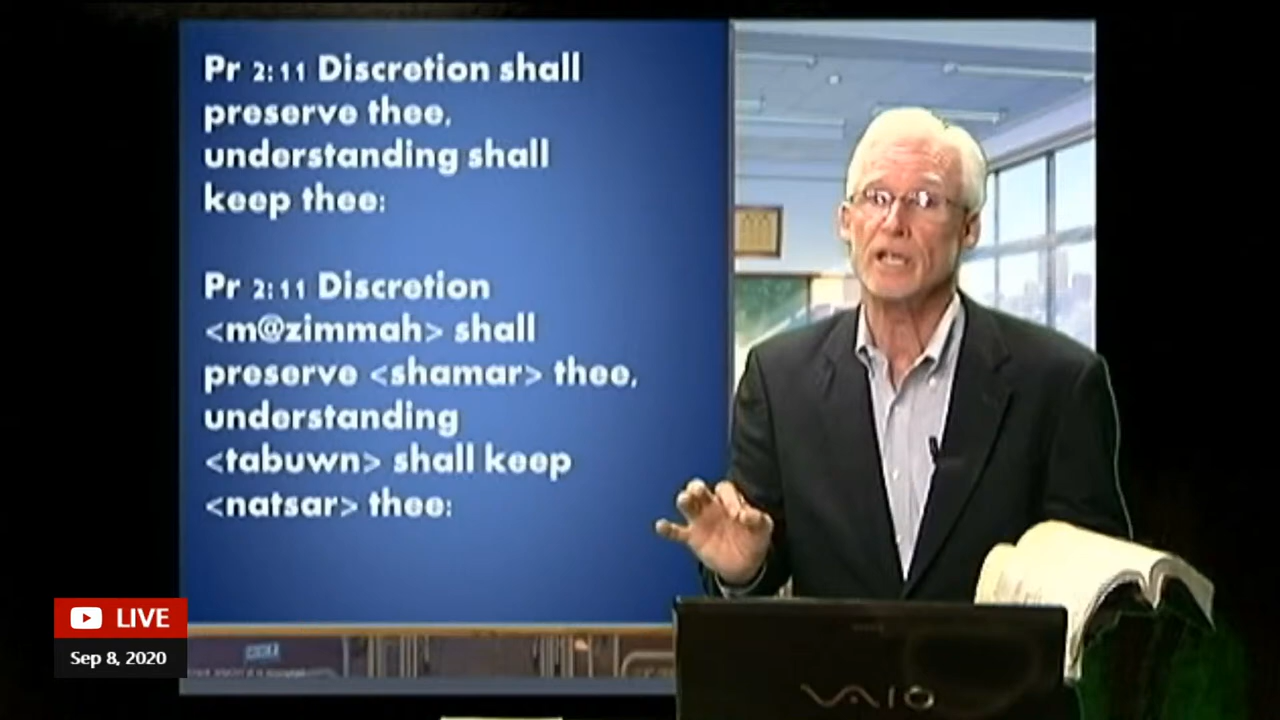 Pr 2:11 Discretion shall
preserve thee,
understanding shall
keep thee:
Pr 2:11 Discretion
<m@zimmah> shall
preserve <shamar> thee,
understanding
<tabuwn> shall keep
<natsar> thee:
LIVE
Sep 8, 2020
VAIO